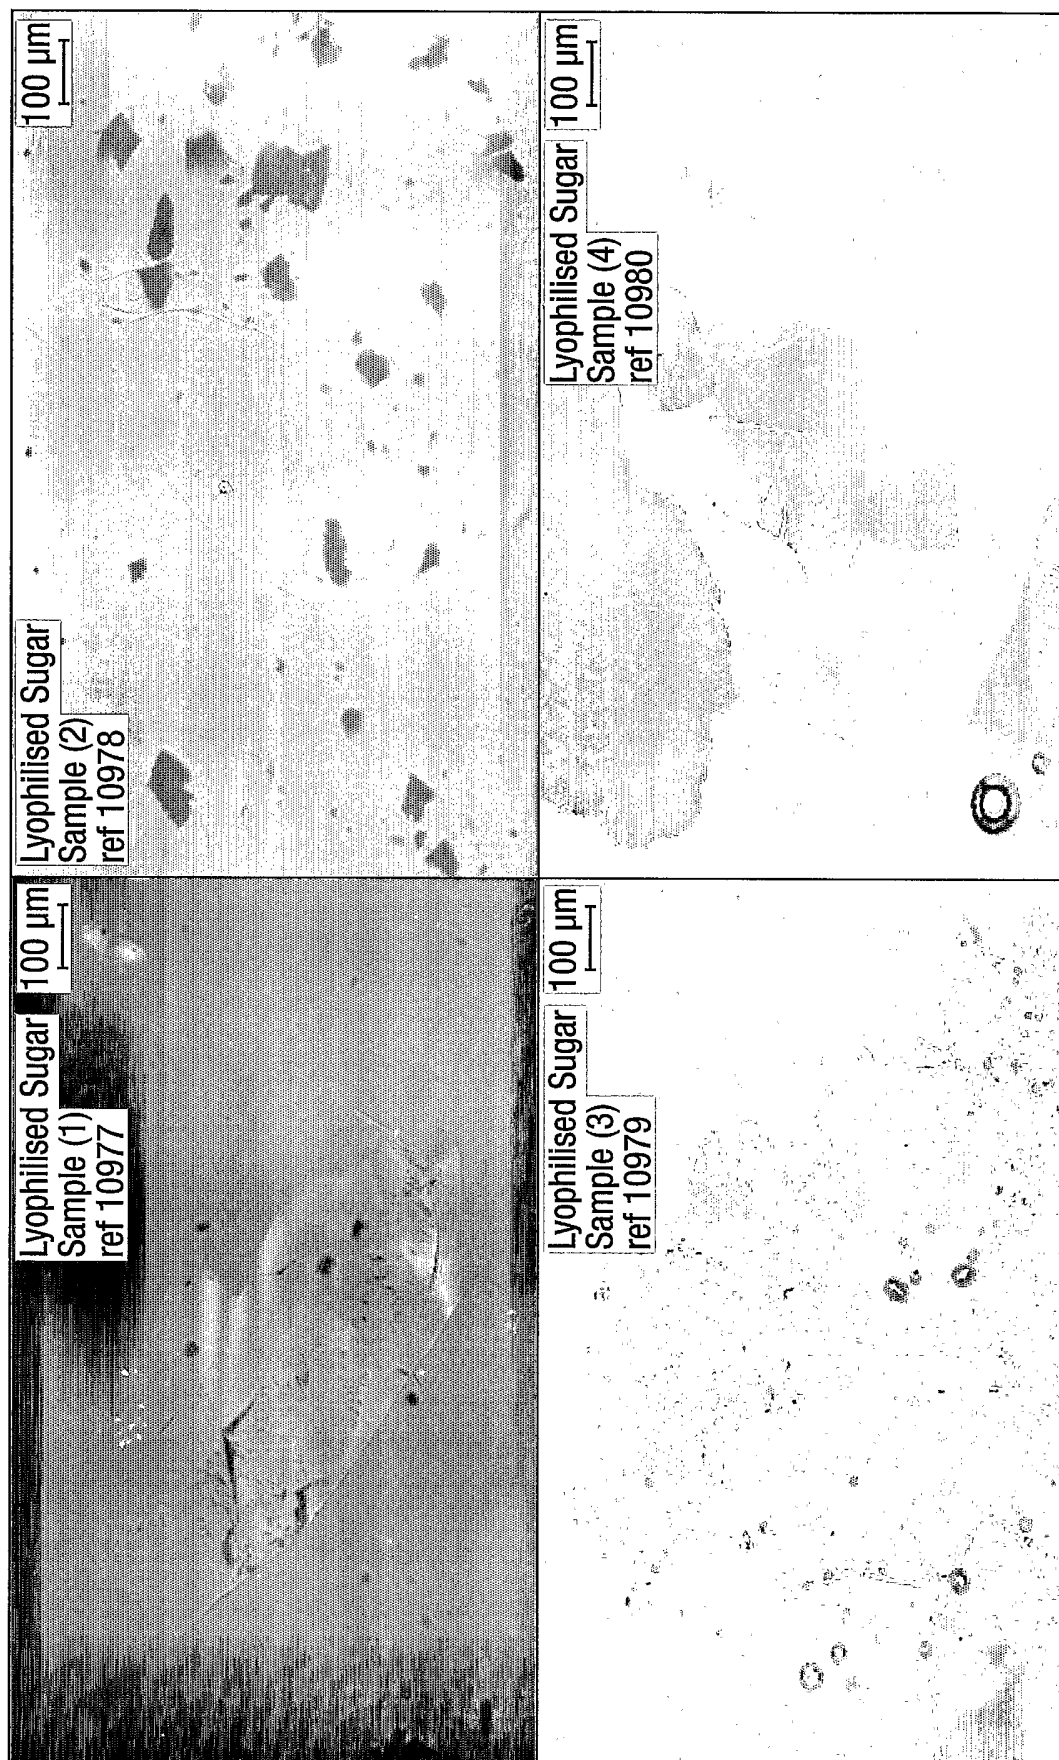 Lyophilised Sugar
Sample (1)
ref 10977
100 µm
Lyophilised Sugar
Sample (2)
ref 10978
100 µm
Lyophilised Sugar
Sample (3)
ref 10979
100 µm
Lyophilised Sugar
Sample (4)
ref 10980
100 µm